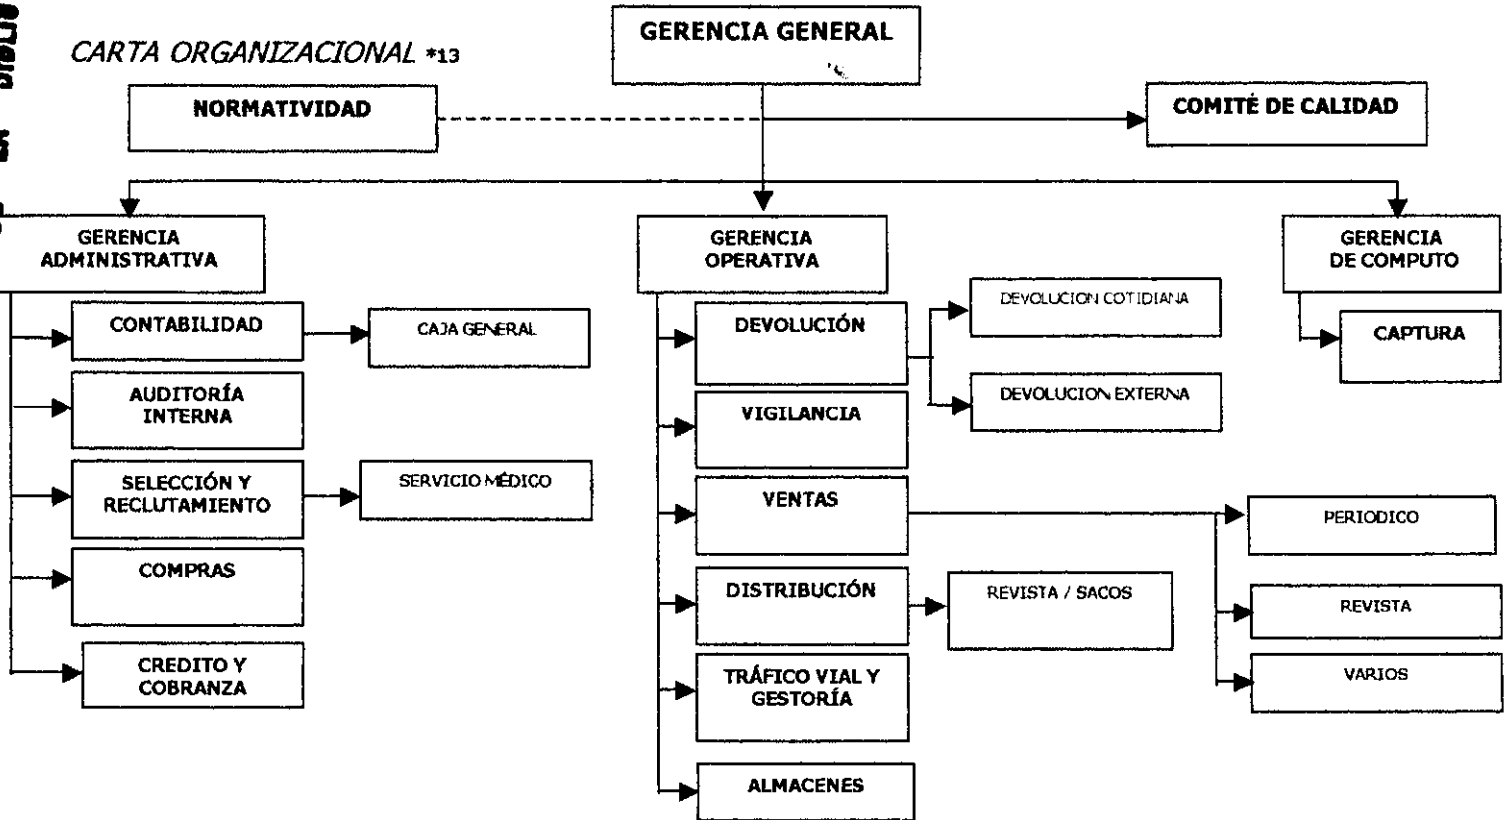 CARTA ORGANIZACIONAL *13
GERENCIA GENERAL
NORMATIVIDAD
COMITÉ DE CALIDAD
GERENCIA
ADMINISTRATIVA
GERENCIA
OPERATIVA
GERENCIA
DE COMPUTO
CONTABILIDAD
CAJA GENERAL
AUDITORÍA
INTERNA
SELECCIÓN Y
RECLUTAMIENTO
SERVICIO MÉDICO
COMPRAS
CREDITO Y
COBRANZA
DEVOLUCIÓN
DEVOLUCION COTIDIANA
DEVOLUCION EXTERNA
VIGILANCIA
VENTAS
PERIODICO
REVISTA
VARIOS
DISTRIBUCIÓN
REVISTA / SACOS
TRÁFICO VIAL Y
GESTORÍA
ALMACENES
CAPTURA